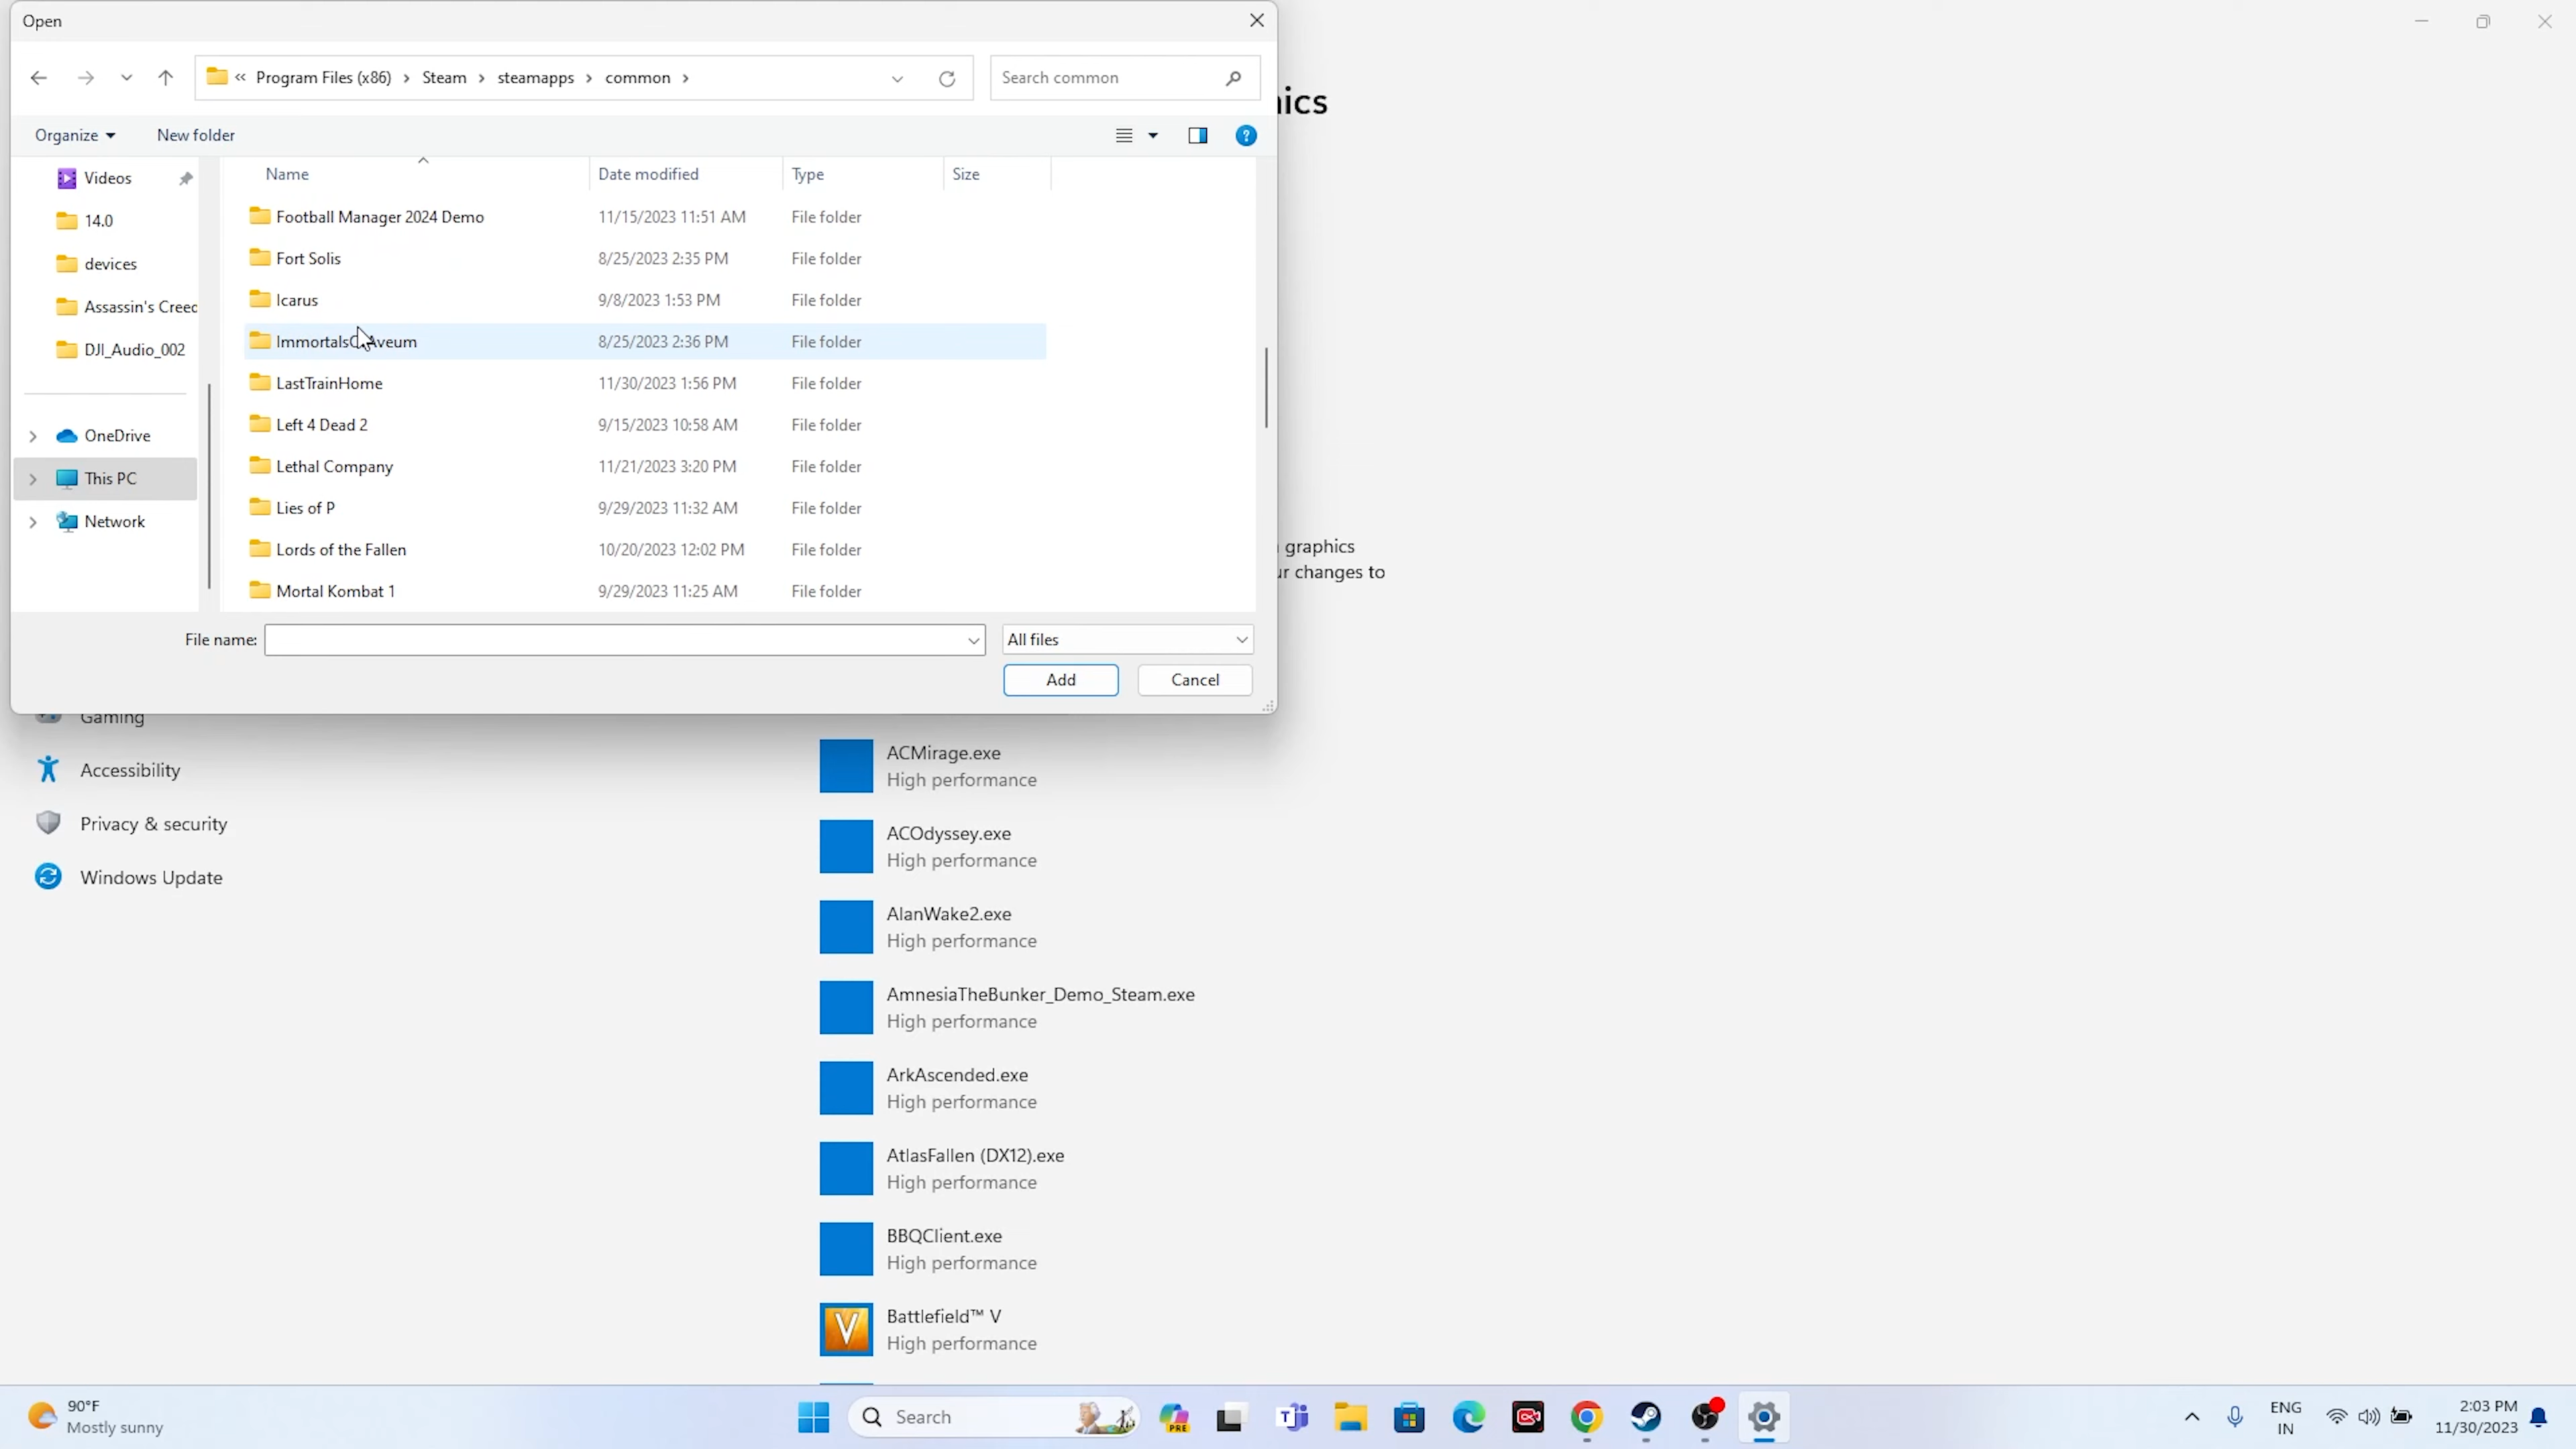 Open
Program Files (x86) Steam steamapps common
Search common
Organize New folder
Name Date modified Type Size
Videos
14.0
devices
Assassin's Creed
DJI_Audio_002
OneDrive
This PC
Network
Football Manager 2024 Demo 11/15/2023 11:51 AM File folder
Fort Solis 8/25/2023 2:35 PM File folder
Icarus 9/8/2023 1:53 PM File folder
8/25/2023 2:36 PM File folder
LastTrainHome 11/30/2023 1:56 PM File folder
Left 4 Dead 2 9/15/2023 10:58 AM File folder
Lethal Company 11/21/2023 3:20 PM File folder
Lies of P 9/29/2023 11:32 AM File folder
Lords of the Fallen 10/20/2023 12:02 PM File folder
Mortal Kombat 1 9/29/2023 11:25 AM File folder
File name: All files
Add Cancel
graphics
changes to
Gaming
Accessibility
Privacy & security
Windows Update
ACMirage.exe
High performance
ACOdyssey.exe
High performance
AlanWake2.exe
High performance
AmnesiaTheBunker_Demo_Steam.exe
High performance
ArkAscended.exe
High performance
AtlasFallen (DX12).exe
High performance
BBQClient.exe
High performance
Battlefield™ V
High performance
90°F
Mostly sunny
Search
PRE
ENG
IN
2:03 PM
11/30/2023